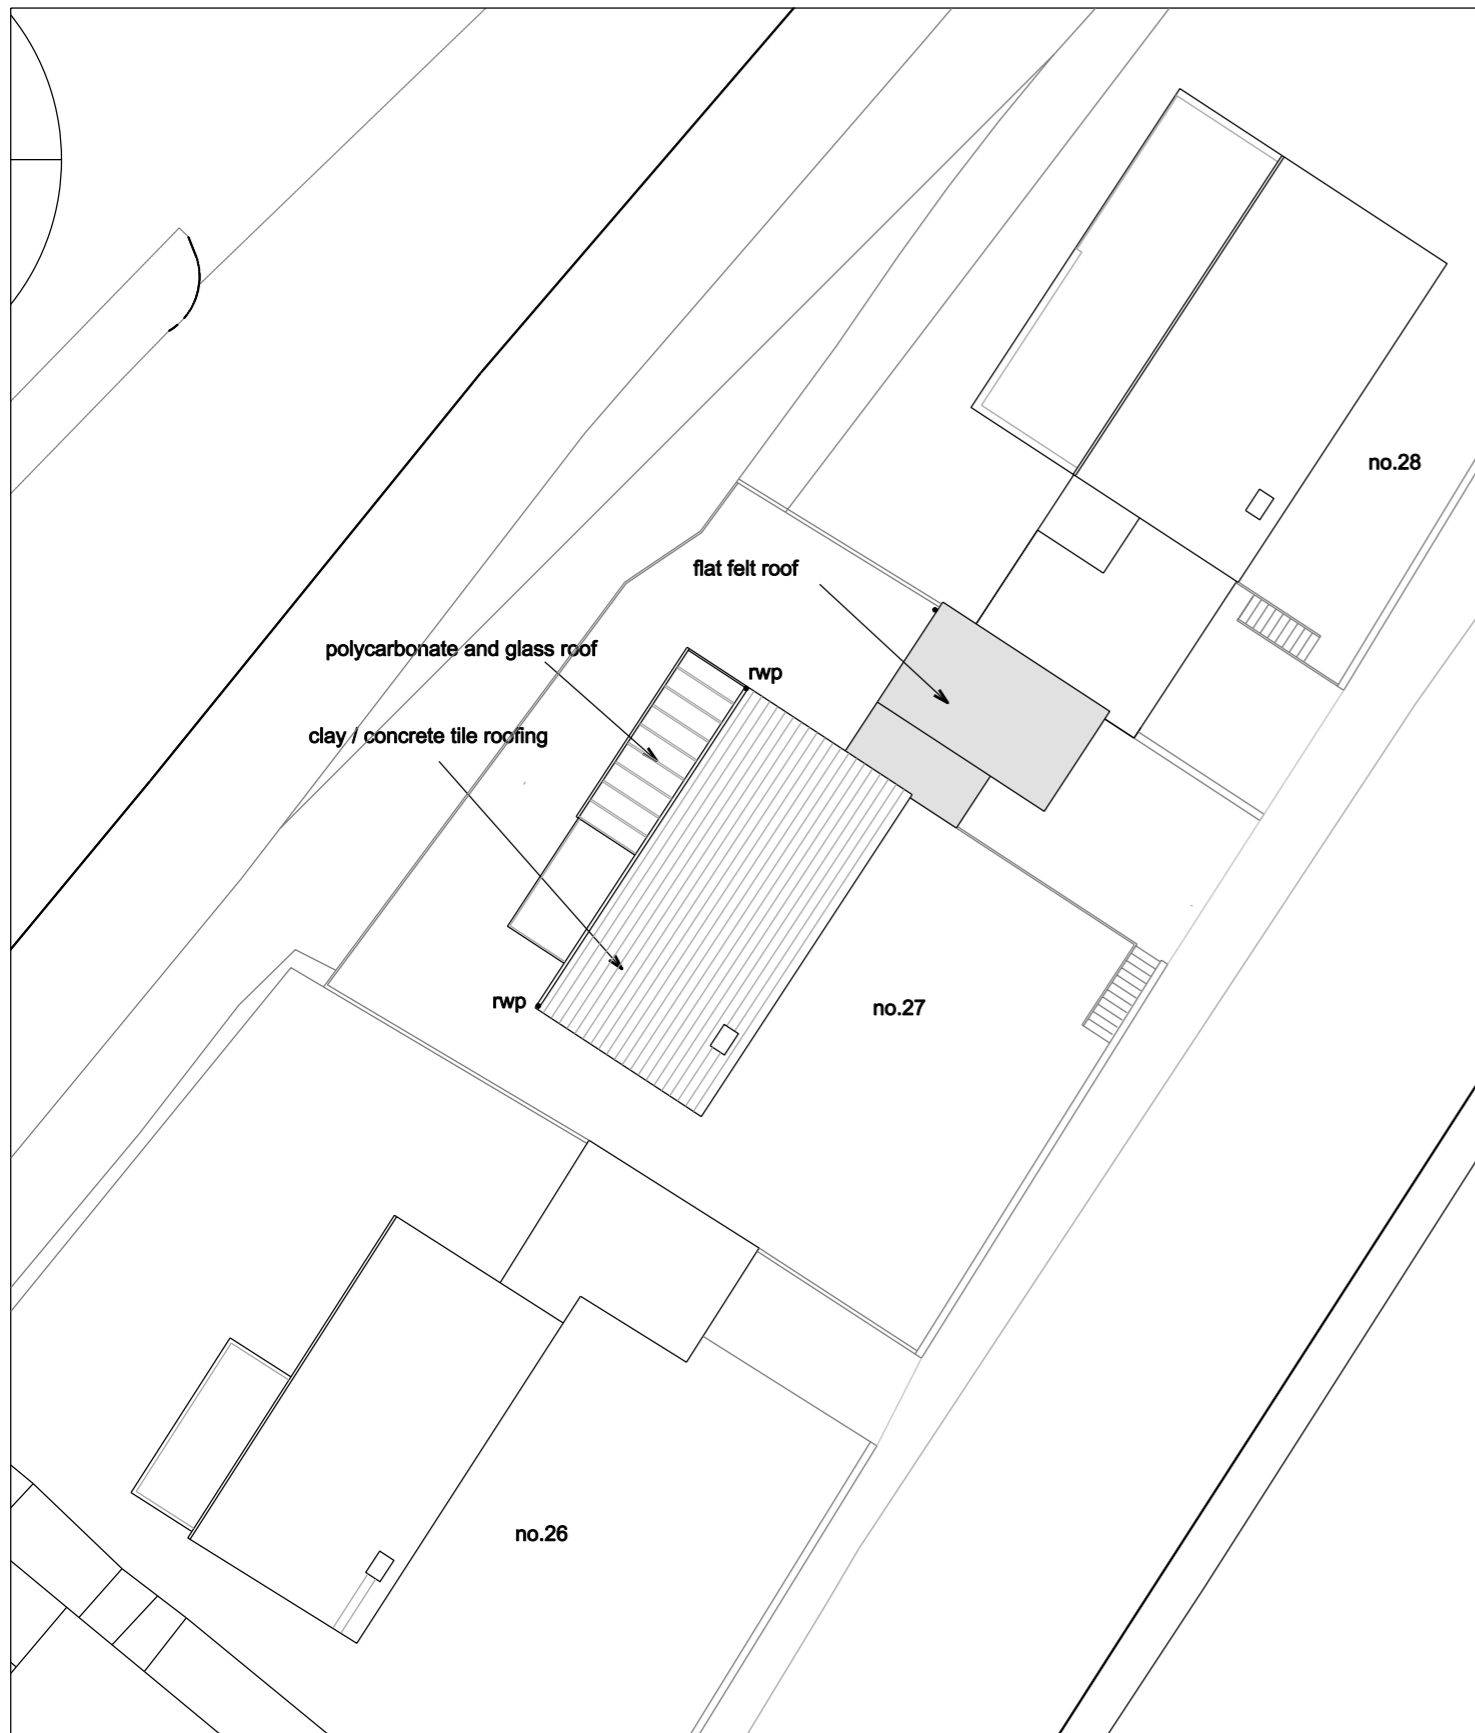 no.28
flat felt roof
polycarbonate and glass roof
rwp
clay / concrete tile roofing
rwp
no.27
no.26